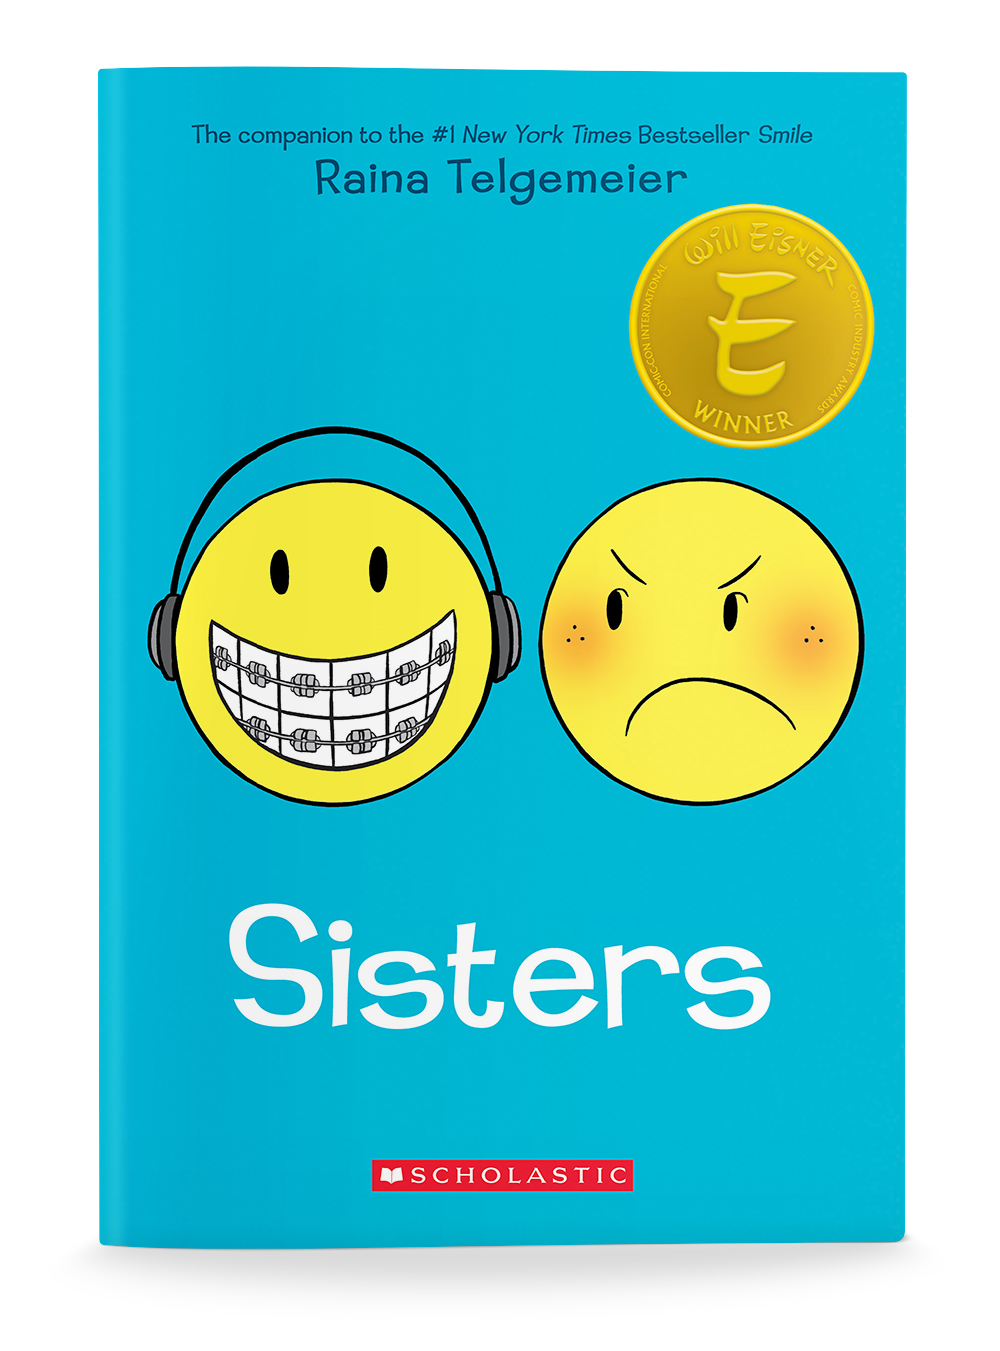 The companion to the #1 New York Times Bestseller Smile
Raina Telgemeier
Will Eisner
COMIC-CON INTERNATIONAL
COMIC INDUSTRY AWARDS
E
WINNER
Sisters
SCHOLASTIC